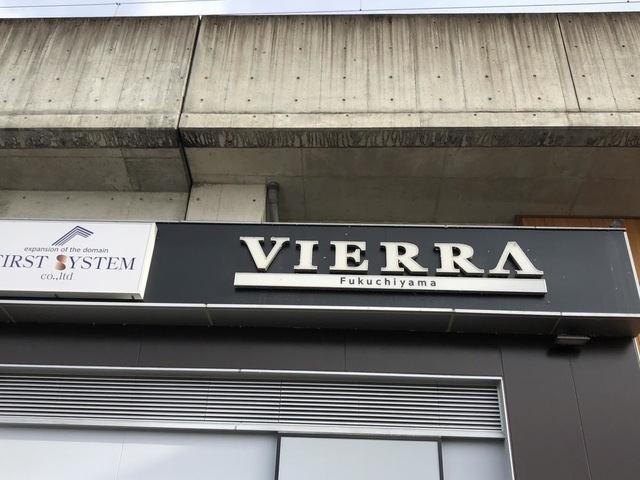 expansion of the domain
FIRST SYSTEM
co.,ltd
VIERRA
Fukuchiyama